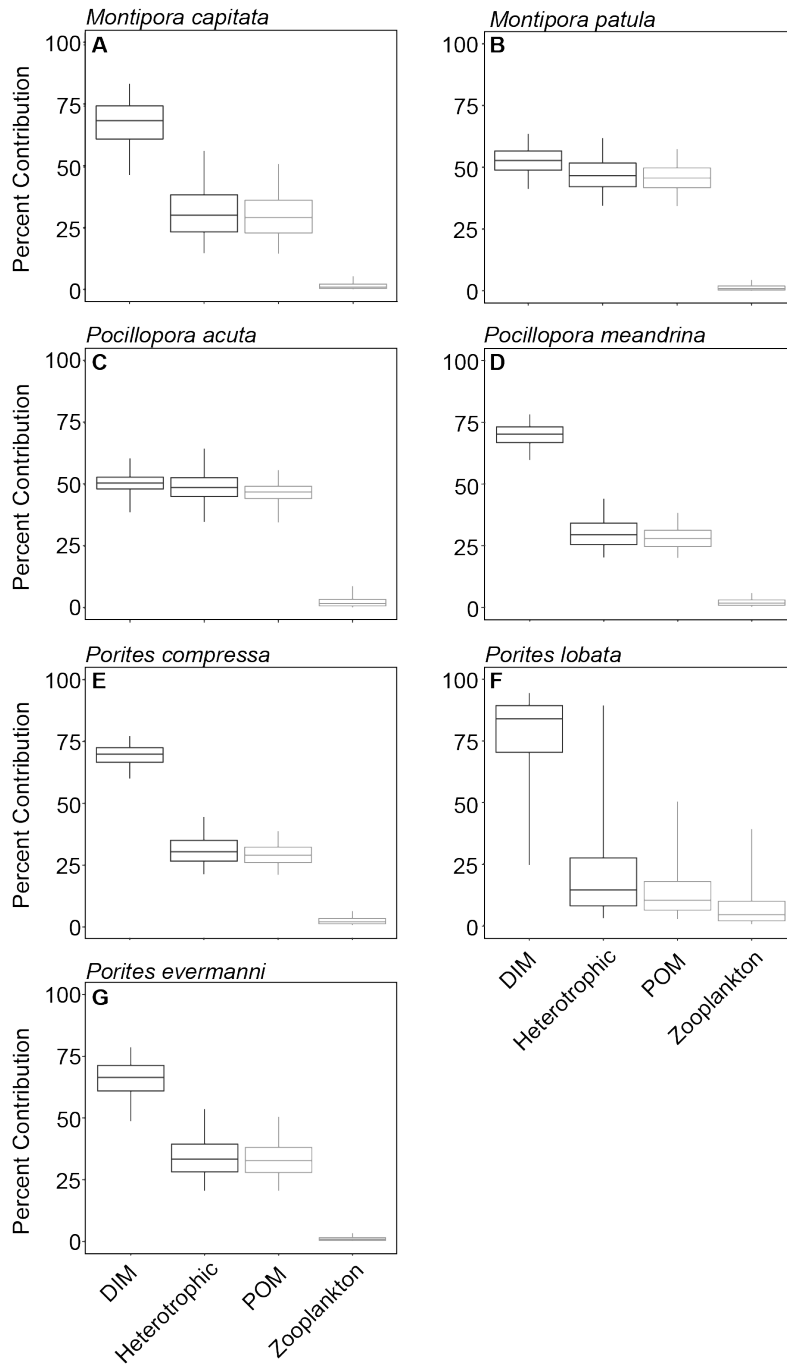 Montipora capitata
A
100
75
50
25
0
Percent Contribution
Montipora patula
B
100
75
50
25
0
Pocillopora acuta
C
100
75
50
25
0
Percent Contribution
Pocillopora meandrina
D
100
75
50
25
0
Porites compressa
E
100
75
50
25
0
Percent Contribution
Porites lobata
F
100
75
50
25
0
DIM
Heterotrophic
POM
Zooplankton
Porites evermanni
G
100
75
50
25
0
Percent Contribution
DIM
Heterotrophic
POM
Zooplankton